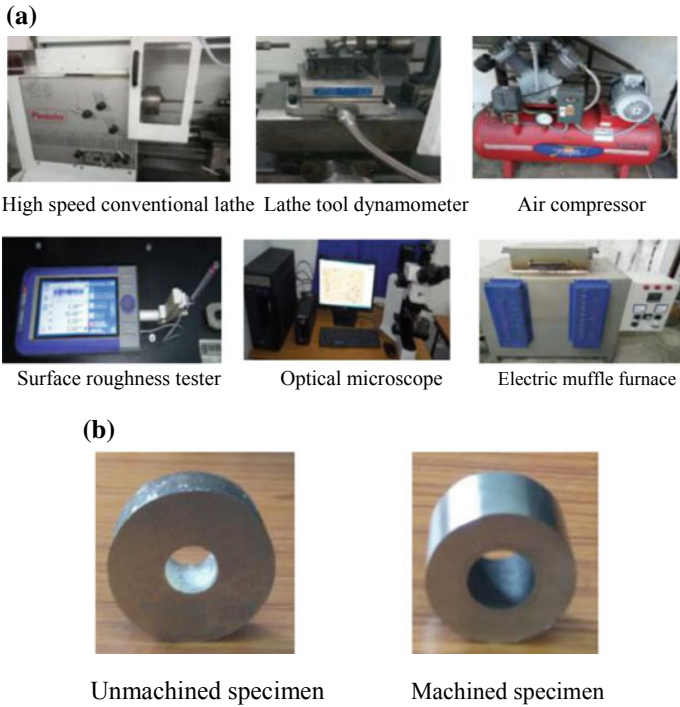 (a)
High speed conventional lathe Lathe tool dynamometer Air compressor
Surface roughness tester Optical microscope Electric muffle furnace
(b)
Unmachined specimen Machined specimen